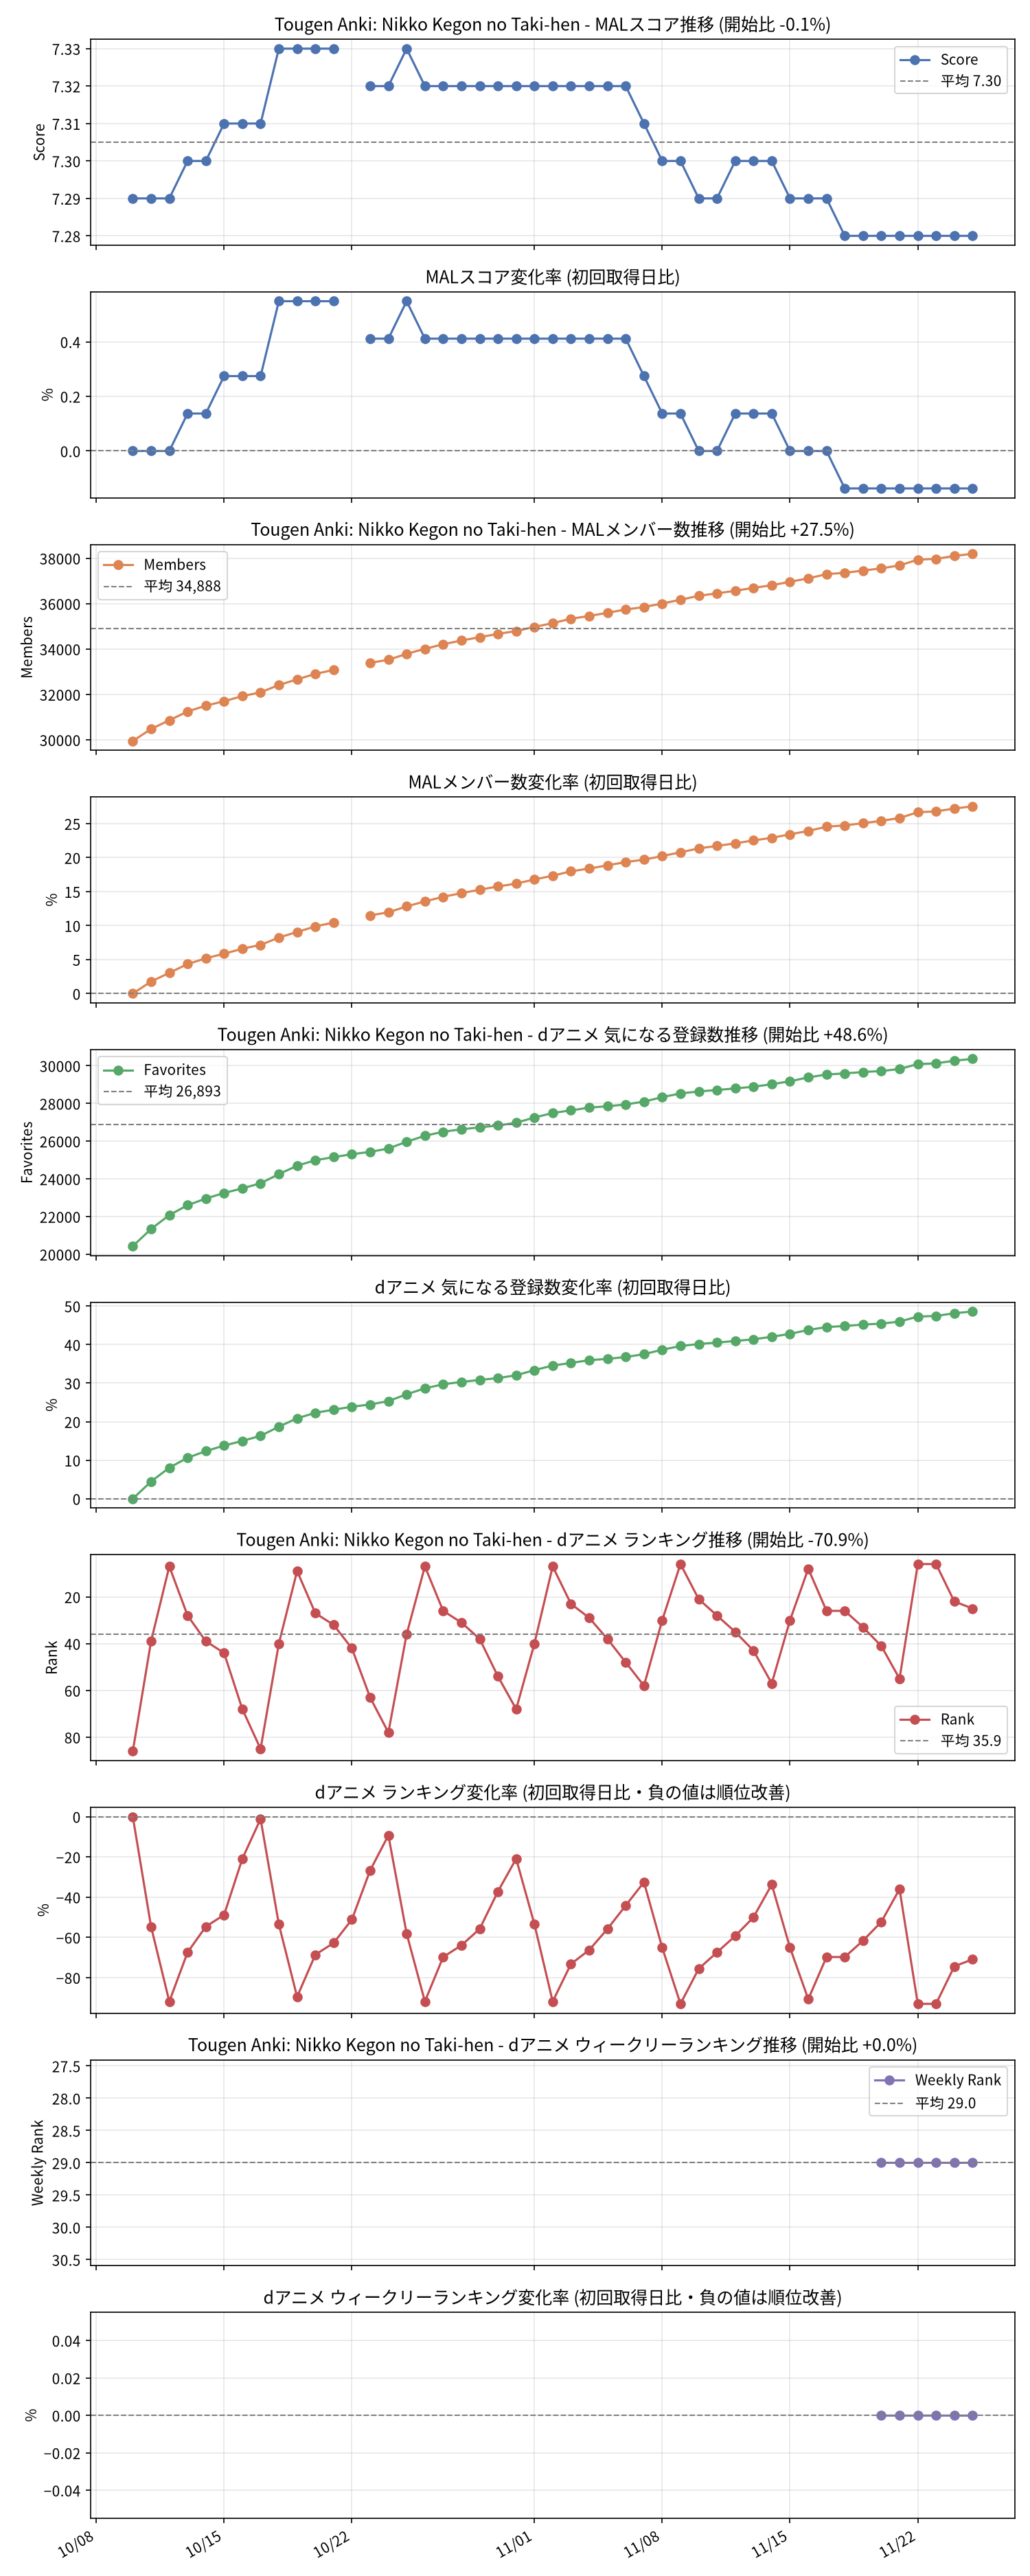 Tougen Anki: Nikko Kegon no Taki-hen - MALスコア推移 (開始比 -0.1%)
7.33
7.32
7.31
7.30
7.29
7.28
Score
Score
平均 7.30
MALスコア変化率 (初回取得日比)
0.4
0.2
0.0
%
Tougen Anki: Nikko Kegon no Taki-hen - MALメンバー数推移 (開始比 +27.5%)
38000
36000
34000
32000
30000
Members
Members
平均 34,888
MALメンバー数変化率 (初回取得日比)
25
20
15
10
5
0
%
Tougen Anki: Nikko Kegon no Taki-hen - dアニメ 気になる登録数推移 (開始比 +48.6%)
30000
28000
26000
24000
22000
20000
Favorites
Favorites
平均 26,893
dアニメ 気になる登録数変化率 (初回取得日比)
50
40
30
20
10
0
%
Tougen Anki: Nikko Kegon no Taki-hen - dアニメ ランキング推移 (開始比 -70.9%)
20
40
60
80
Rank
Rank
平均 35.9
dアニメ ランキング変化率 (初回取得日比・負の値は順位改善)
0
−20
−40
−60
−80
%
Tougen Anki: Nikko Kegon no Taki-hen - dアニメ ウィークリーランキング推移 (開始比 +0.0%)
27.5
28.0
28.5
29.0
29.5
30.0
30.5
Weekly Rank
Weekly Rank
平均 29.0
dアニメ ウィークリーランキング変化率 (初回取得日比・負の値は順位改善)
0.04
0.02
0.00
−0.02
−0.04
%
10/08
10/15
10/22
11/01
11/08
11/15
11/22